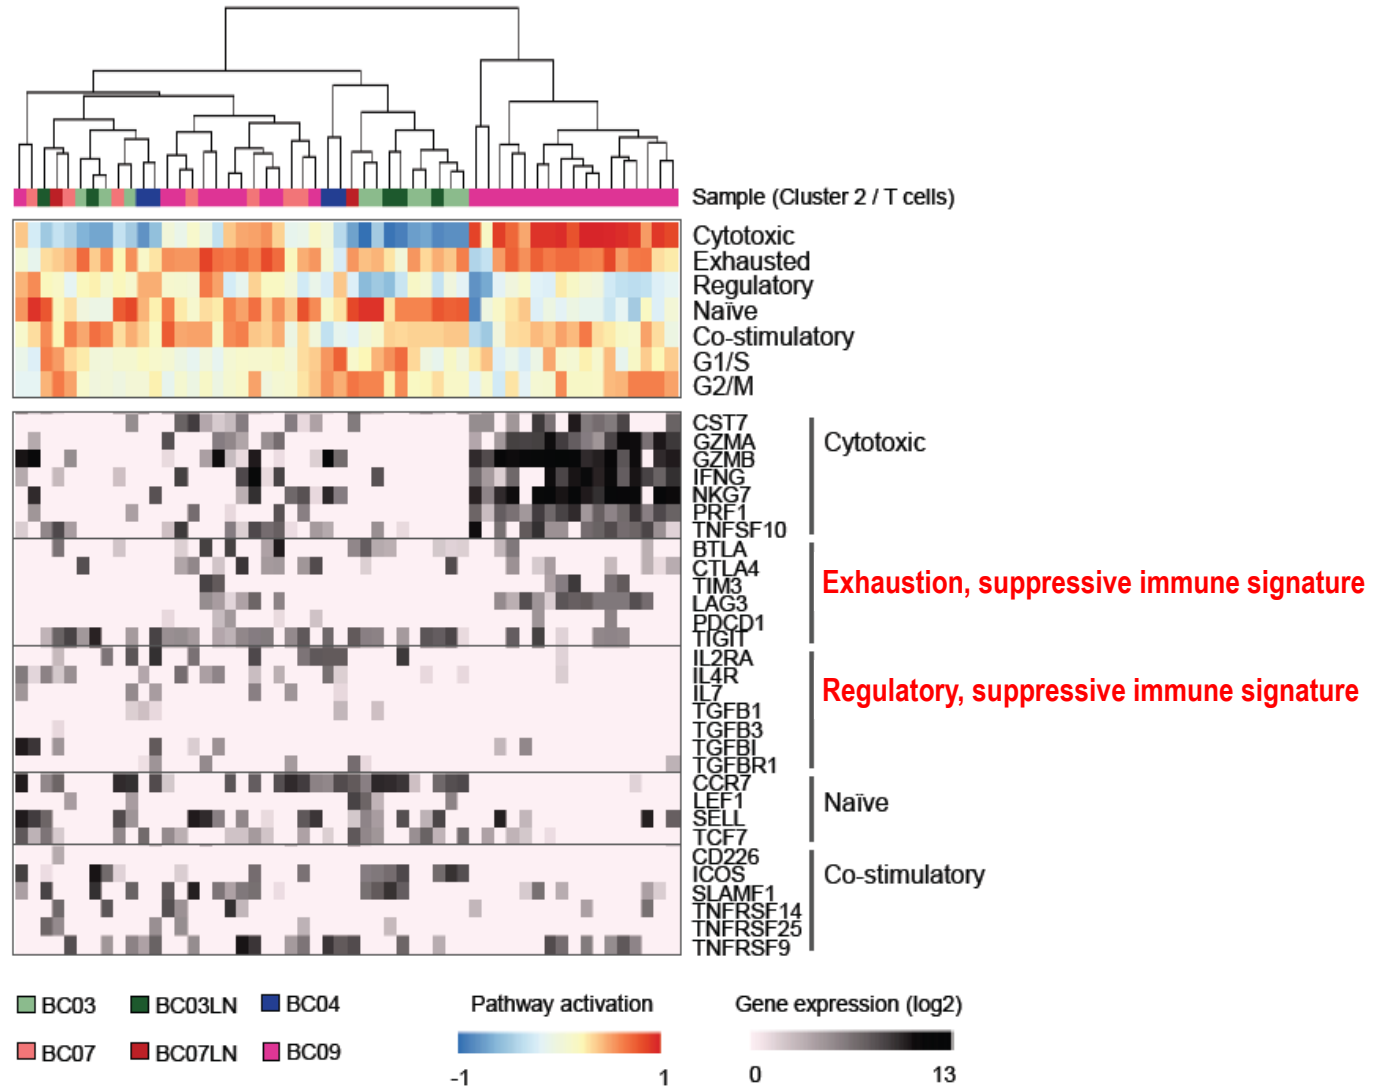 Sample (Cluster 2 / T cells)
Cytotoxic
Exhausted
Regulatory
Naïve
Co-stimulatory
G1/S
G2/M
CST7
GZMA
GZMB
IFNG
NKG7
PRF1
TNFSF10
Cytotoxic
BTLA
CTLA4
TIM3
LAG3
PDCD1
TIGIT
Exhaustion, suppressive immune signature
IL2RA
IL4R
IL7
TGFB1
TGFB3
TGFBI
TGFBR1
Regulatory, suppressive immune signature
CCR7
LEF1
SELL
TCF7
Naïve
CD226
ICOS
SLAMF1
TNFRSF14
TNFRSF25
TNFRSF9
Co-stimulatory
BC03 BC03LN BC04
BC07 BC07LN BC09
Pathway activation
-1 1
Gene expression (log2)
0 13